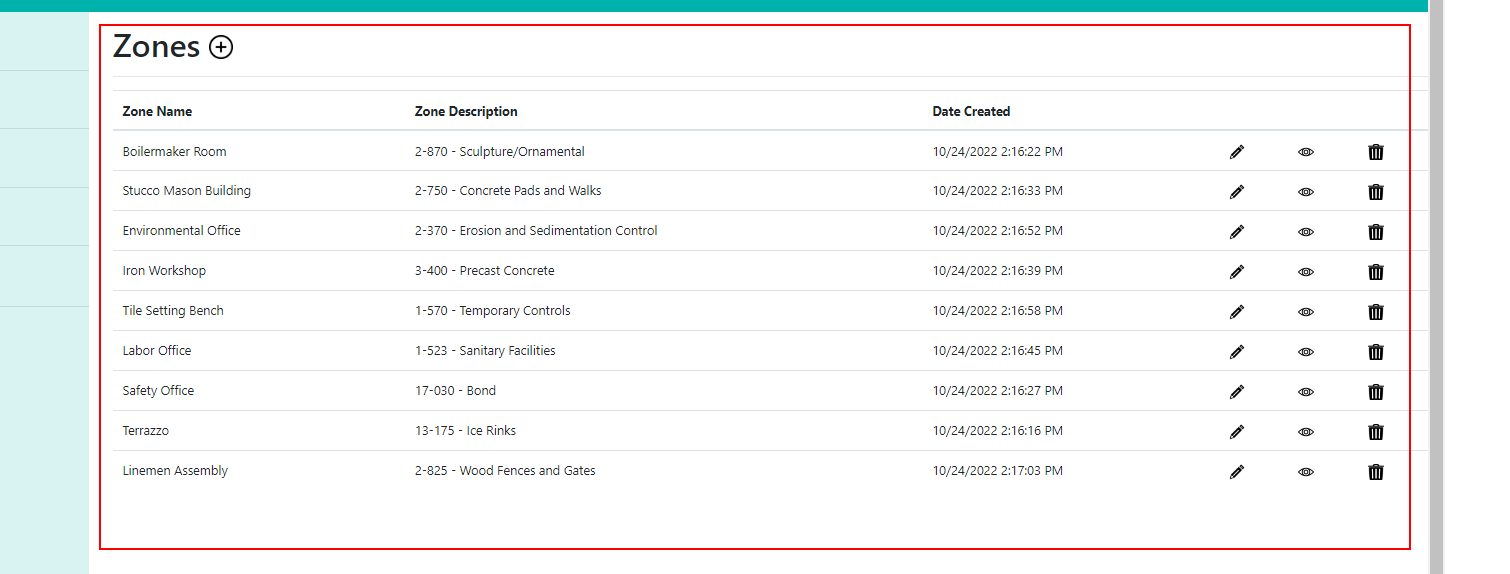 Zones
Zone Name Zone Description Date Created
Boilermaker Room 2-870 - Sculpture/Ornamental 10/24/2022 2:16:22 PM
Stucco Mason Building 2-750 - Concrete Pads and Walks 10/24/2022 2:16:33 PM
Environmental Office 2-370 - Erosion and Sedimentation Control 10/24/2022 2:16:52 PM
Iron Workshop 3-400 - Precast Concrete 10/24/2022 2:16:39 PM
Tile Setting Bench 1-570 - Temporary Controls 10/24/2022 2:16:58 PM
Labor Office 1-523 - Sanitary Facilities 10/24/2022 2:16:45 PM
Safety Office 17-030 - Bond 10/24/2022 2:16:27 PM
Terrazzo 13-175 - Ice Rinks 10/24/2022 2:16:16 PM
Linemen Assembly 2-825 - Wood Fences and Gates 10/24/2022 2:17:03 PM